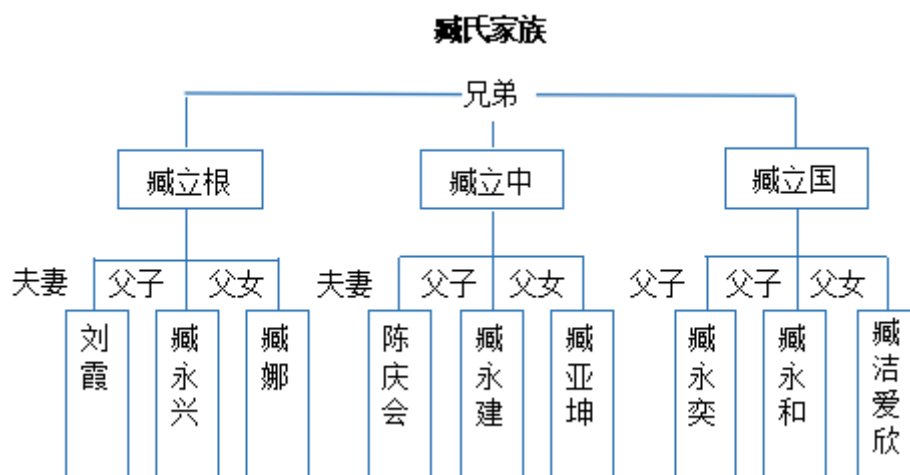 臧氏家族
兄弟
臧立根
臧立中
臧立国
夫妻
父子
父女
夫妻
父子
父女
父子
父子
父女
刘霞
臧永兴
臧娜
陈庆会
臧永建
臧亚坤
臧永奕
臧永和
臧洁爱欣